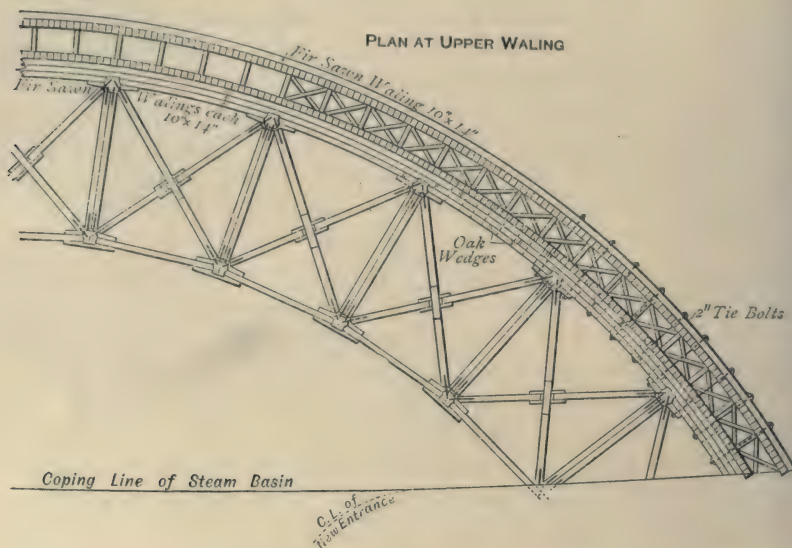 PLAN AT UPPER WALING
Fir Sawn Waling 10"x 14"
Fir Sawn
Walings each
10"x 14"
Oak
Wedges
2" Tie Bolts
Coping Line of Steam Basin
C.L. of
New Entrance